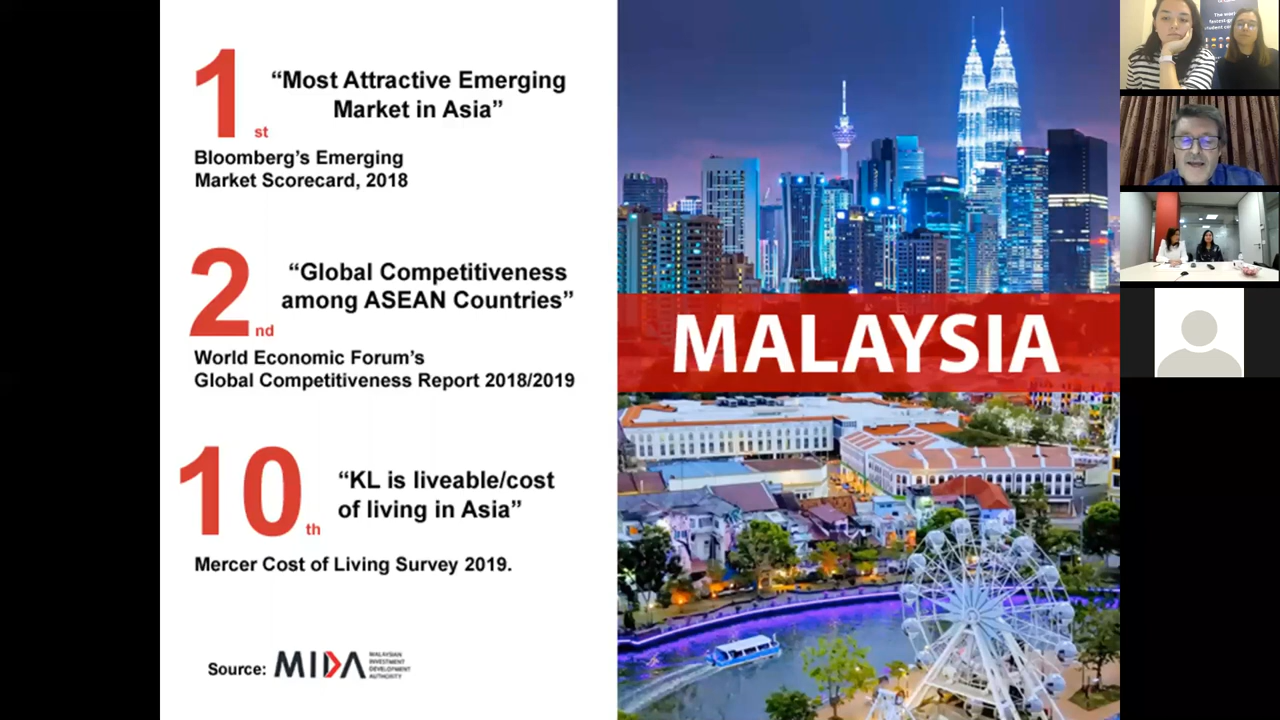 1st
“Most Attractive Emerging
Market in Asia”
Bloomberg’s Emerging
Market Scorecard, 2018
2nd
“Global Competitiveness
among ASEAN Countries”
World Economic Forum’s
Global Competitiveness Report 2018/2019
10th
“KL is liveable/cost
of living in Asia”
Mercer Cost of Living Survey 2019.
Source: MIDA
MALAYSIAN
INVESTMENT
DEVELOPMENT
AUTHORITY
MALAYSIA